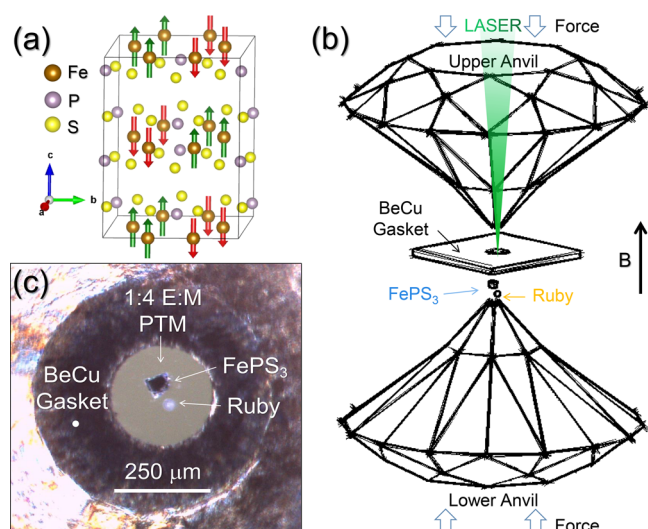 (a)
Fe
P
S
c
b
a
(b)
LASER
Force
Upper Anvil
BeCu
Gasket
B
FePS₃
Ruby
Lower Anvil
Force
(c)
1:4 E:M
PTM
FePS₃
BeCu
Gasket
Ruby
250 μm